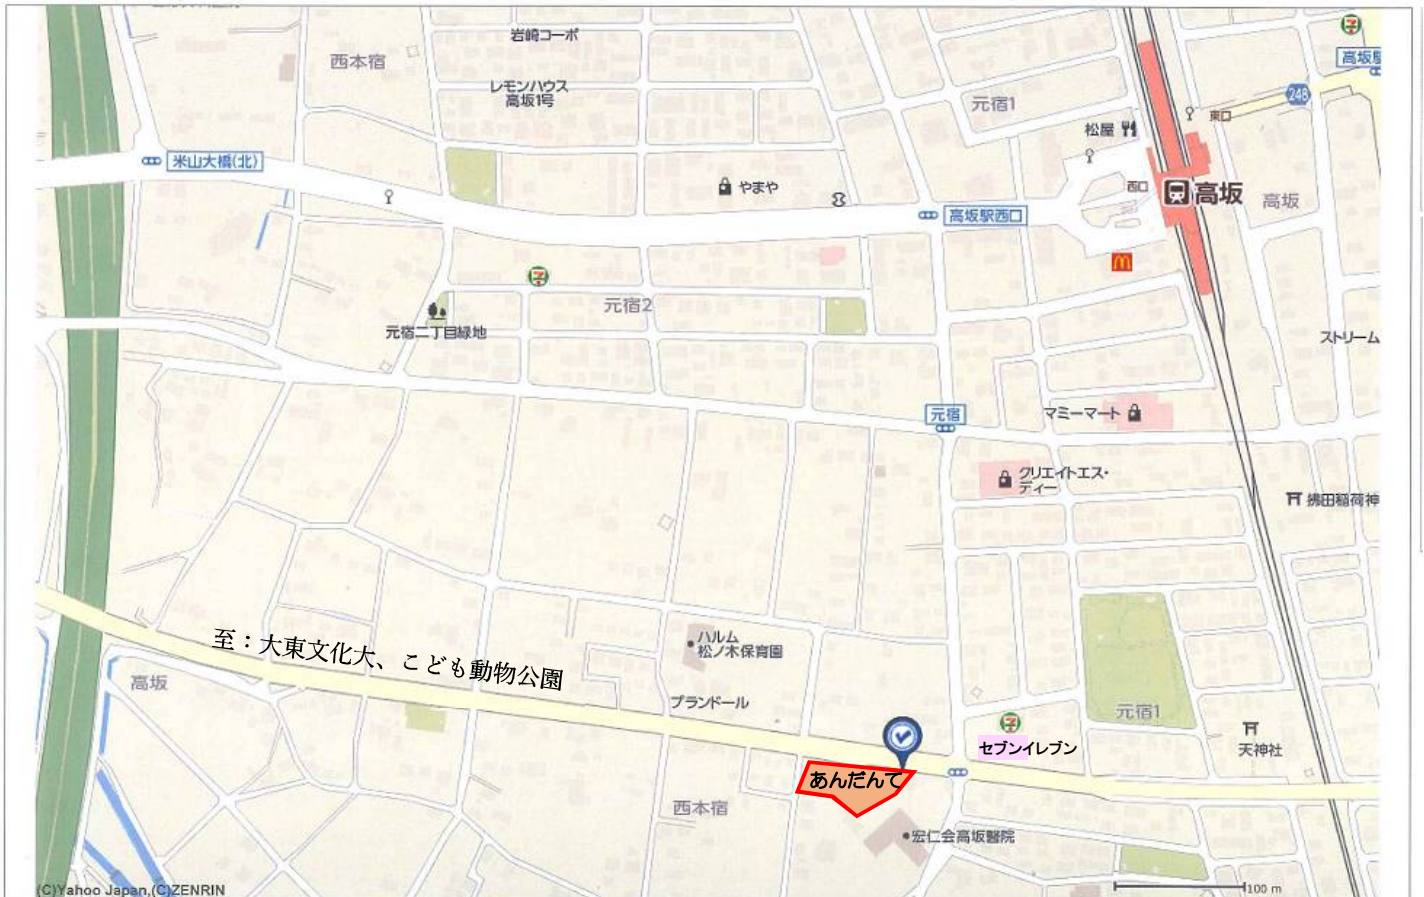 岩崎コーポ
西本宿
高坂駅
レモンハウス
高坂1号
元宿1
248
東口
松屋
米山大橋(北)
やまや
西口
高坂
高坂
高坂駅西口
元宿2
元宿二丁目緑地
ストリーム
元宿
マミーマート
クリエイトエス・
ディー
稲荷神
至：大東文化大、こども動物公園
ハルム
松ノ木保育園
高坂
プランドール
元宿1
セブンイレブン
天神社
あんだんて
西本宿
宏仁会高坂醫院
(C)Yahoo Japan,(C)ZENRIN
100 m